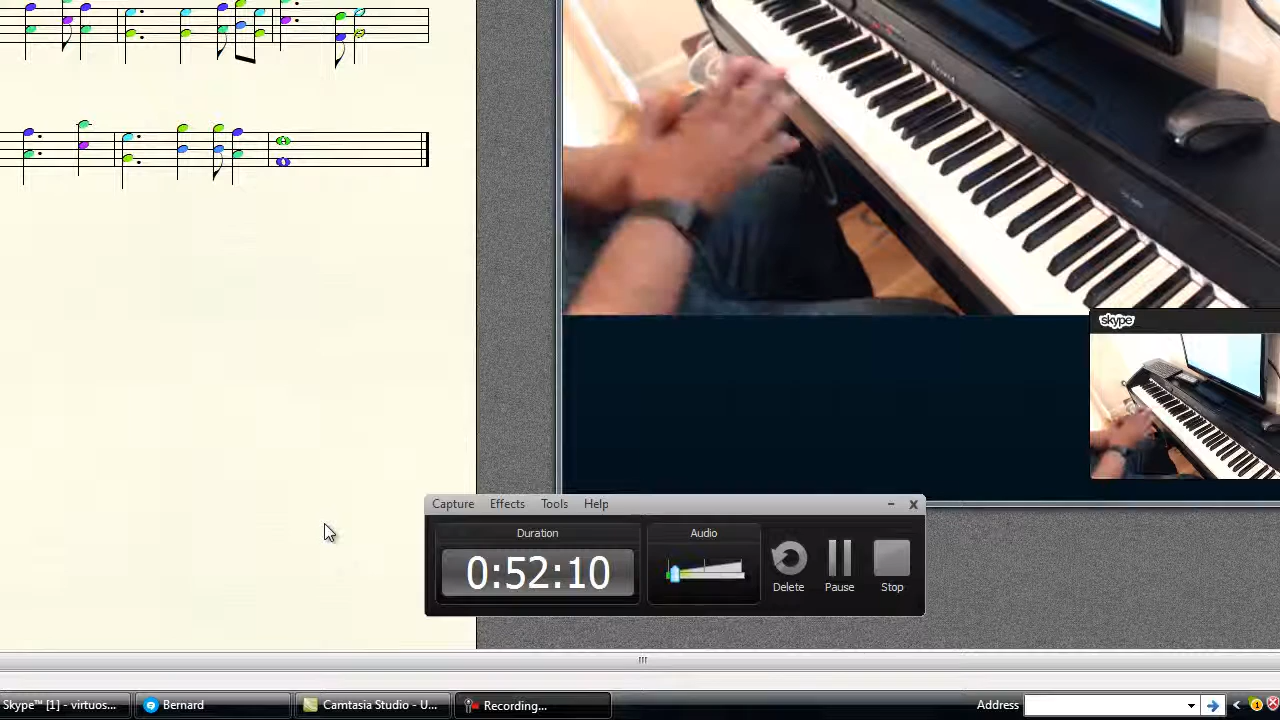 skype
Capture Effects Tools Help
Duration
Audio
0:52:10
Delete
Pause
Stop
Skype™ [1] - virtuos...
Bernard
Camtasia Studio - U...
Recording...
Address
1